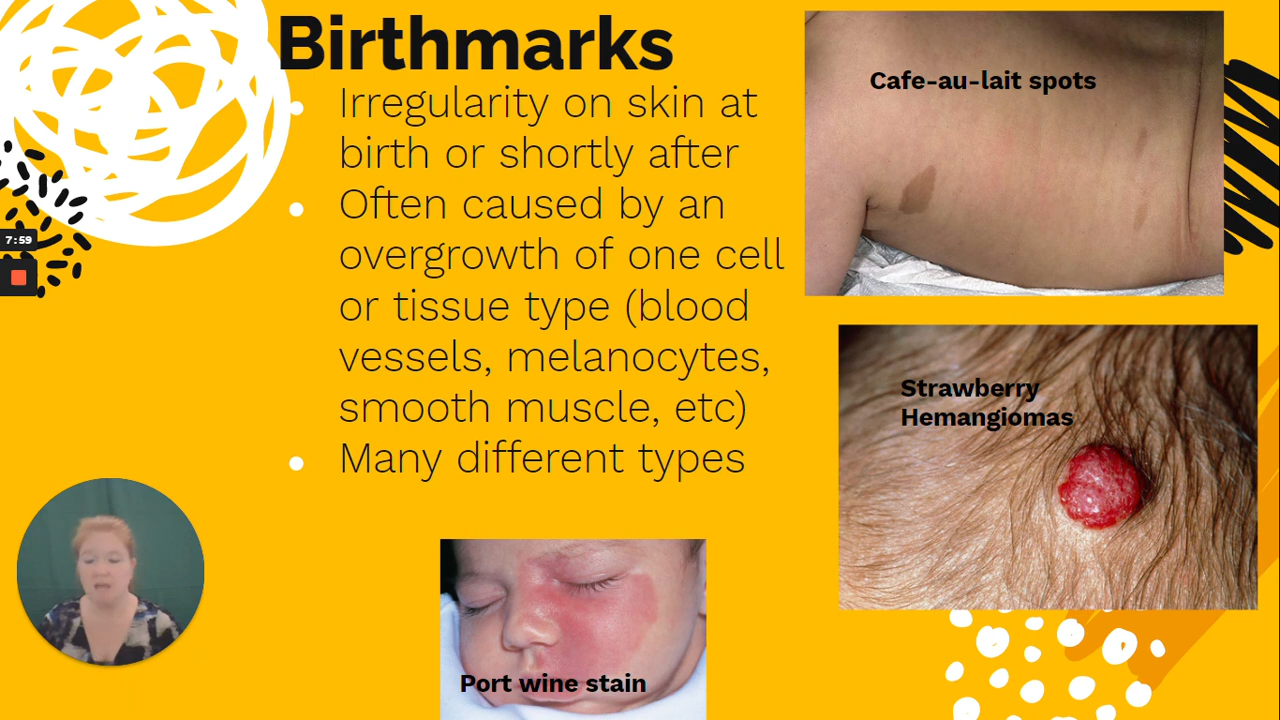 Birthmarks
Irregularity on skin at
birth or shortly after
Often caused by an
overgrowth of one cell
or tissue type (blood
vessels, melanocytes,
smooth muscle, etc)
Many different types
Cafe-au-lait spots
Strawberry
Hemangiomas
Port wine stain
7:59